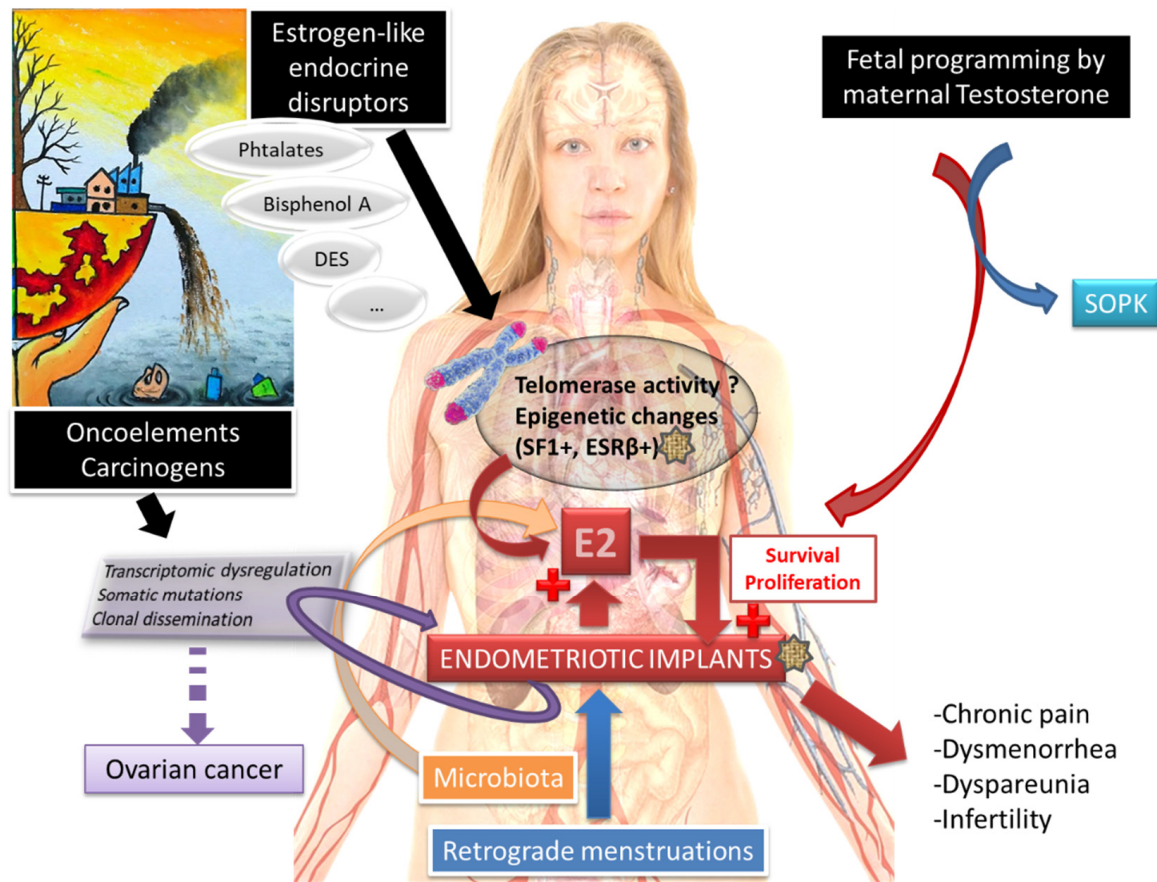 Estrogen-like
endocrine
disruptors
Phtalates
Bisphenol A
DES
...
Fetal programming by
maternal Testosterone
SOPK
Oncoelements
Carcinogens
Telomerase activity ?
Epigenetic changes
(SF1+, ESRβ+)
E2
Survival
Proliferation
Transcriptomic dysregulation
Somatic mutations
Clonal dissemination
ENDOMETRIOTIC IMPLANTS
-Chronic pain
-Dysmenorrhea
-Dyspareunia
-Infertility
Ovarian cancer
Microbiota
Retrograde menstruations